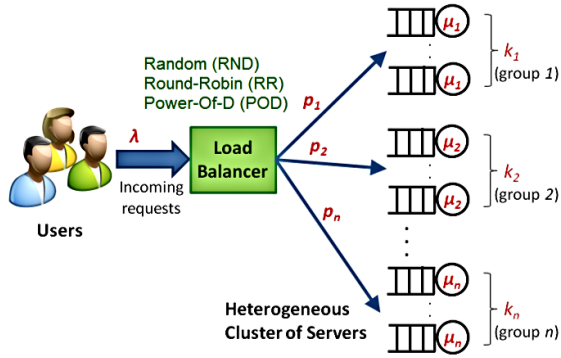 Random (RND)
Round-Robin (RR)
Power-Of-D (POD)
λ
Incoming
requests
Users
Load
Balancer
p1
p2
pn
μ1
μ1
k1
(group 1)
μ2
μ2
k2
(group 2)
μn
μn
kn
(group n)
Heterogeneous
Cluster of Servers